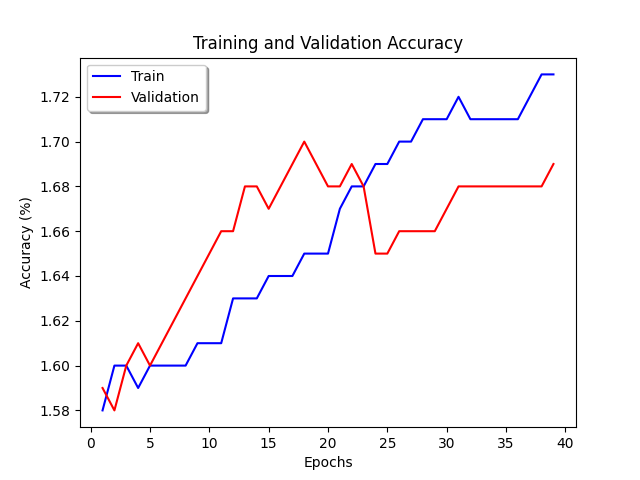 Training and Validation Accuracy
Train
Validation
Accuracy (%)
1.72
1.70
1.68
1.66
1.64
1.62
1.60
1.58
0 5 10 15 20 25 30 35 40
Epochs